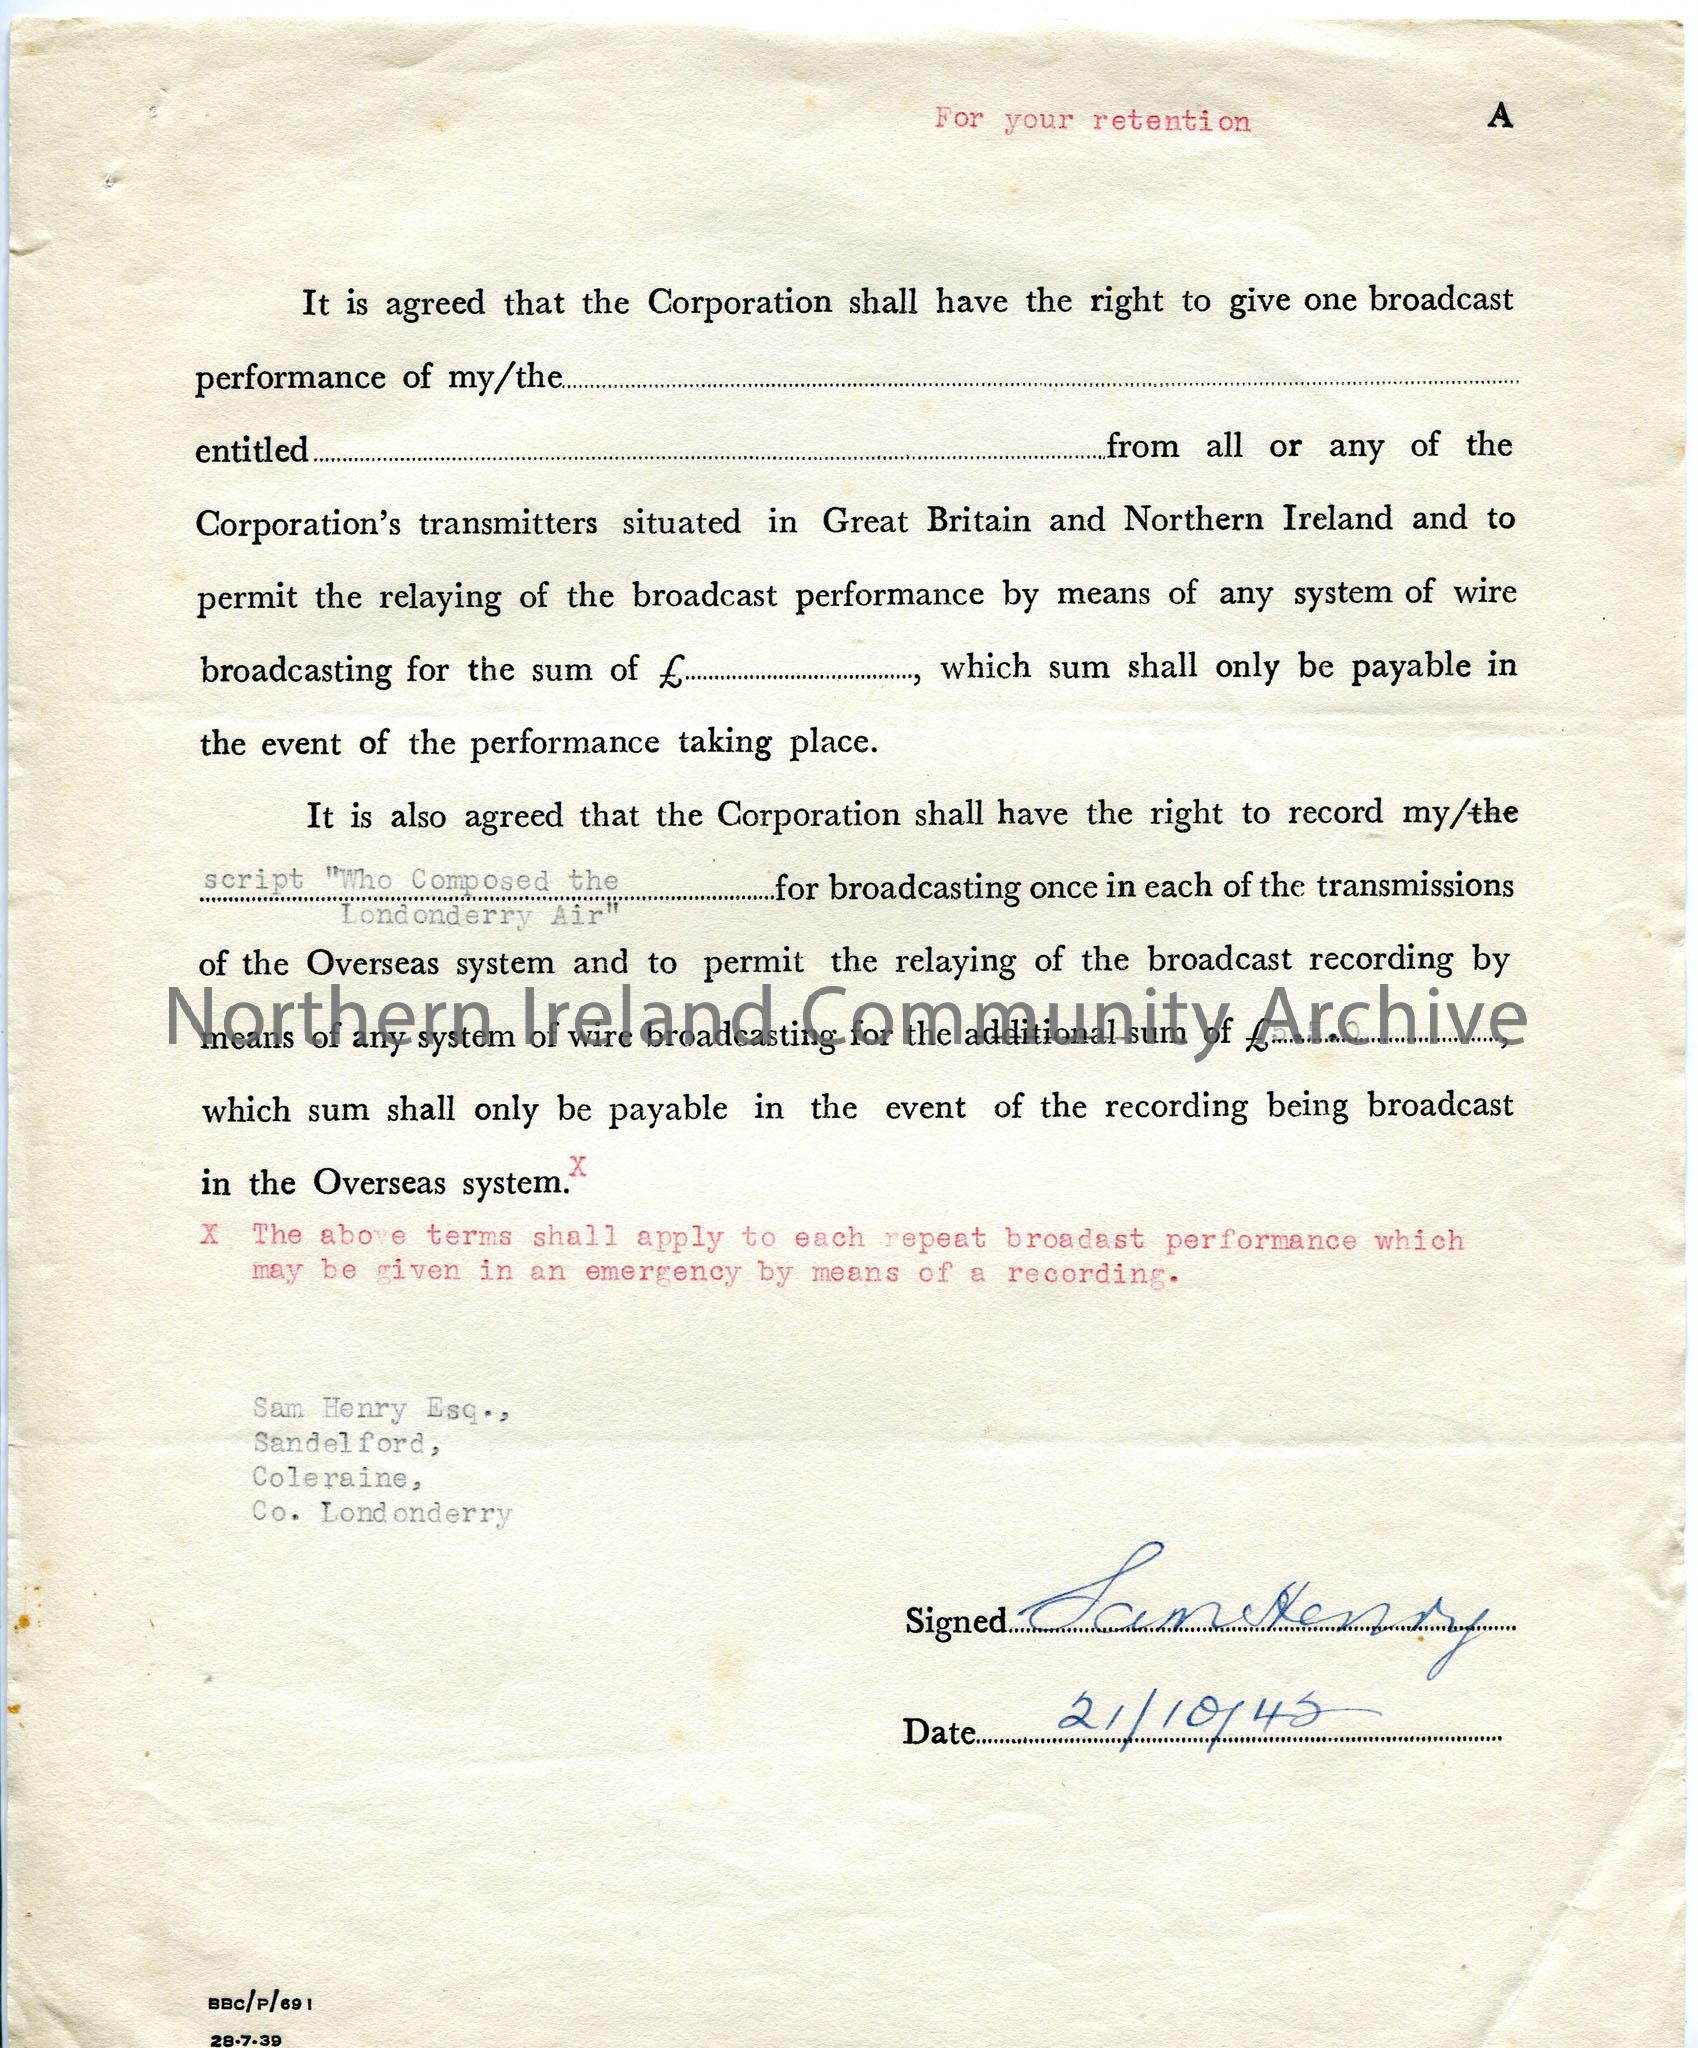 For your retention A
It is agreed that the Corporation shall have the right to give one broadcast
performance of my/the
entitled from all or any of the
Corporation's transmitters situated in Great Britain and Northern Ireland and to
permit the relaying of the broadcast performance by means of any system of wire
broadcasting for the sum of £ , which sum shall only be payable in
the event of the performance taking place.
It is also agreed that the Corporation shall have the right to record my/the
script "Who Composed the for broadcasting once in each of the transmissions
Londonderry Air"
of the Overseas system and to permit the relaying of the broadcast recording by
Northern Ireland Community Archive
means of any system of wire broadcasting for the additional sum of £ ,
which sum shall only be payable in the event of the recording being broadcast
in the Overseas system. X
X The above terms shall apply to each repeat broadast performance which
may be given in an emergency by means of a recording.
Sam Henry Esq.,
Sandelford,
Coleraine,
Co. Londonderry
Signed Sam Henry
Date 21/10/42
BBC/P/691
28-7-39